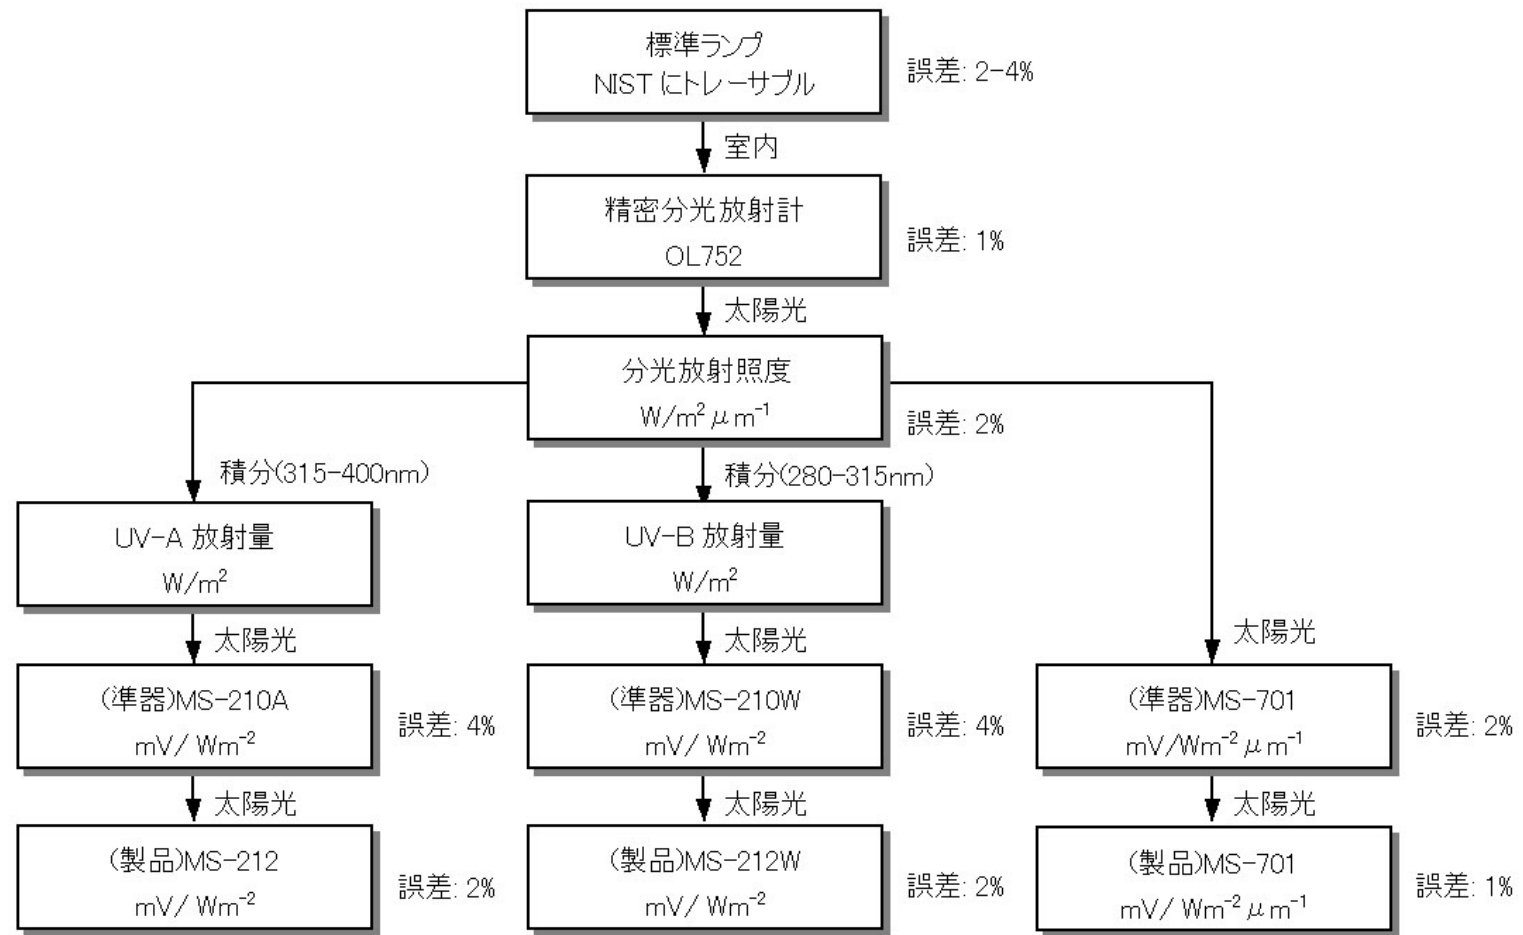 標準ランプ
NIST にトレーサブル
誤差: 2-4%
室内
精密分光放射計
OL752
誤差: 1%
太陽光
分光放射照度
W/m² μm⁻¹
誤差: 2%
積分(315-400nm)
積分(280-315nm)
UV-A 放射量
W/m²
UV-B 放射量
W/m²
太陽光
太陽光
太陽光
(準器)MS-210A
mV/ Wm⁻²
誤差: 4%
(準器)MS-210W
mV/ Wm⁻²
誤差: 4%
(準器)MS-701
mV/Wm⁻² μm⁻¹
誤差: 2%
太陽光
太陽光
太陽光
(製品)MS-212
mV/ Wm⁻²
誤差: 2%
(製品)MS-212W
mV/ Wm⁻²
誤差: 2%
(製品)MS-701
mV/ Wm⁻² μm⁻¹
誤差: 1%